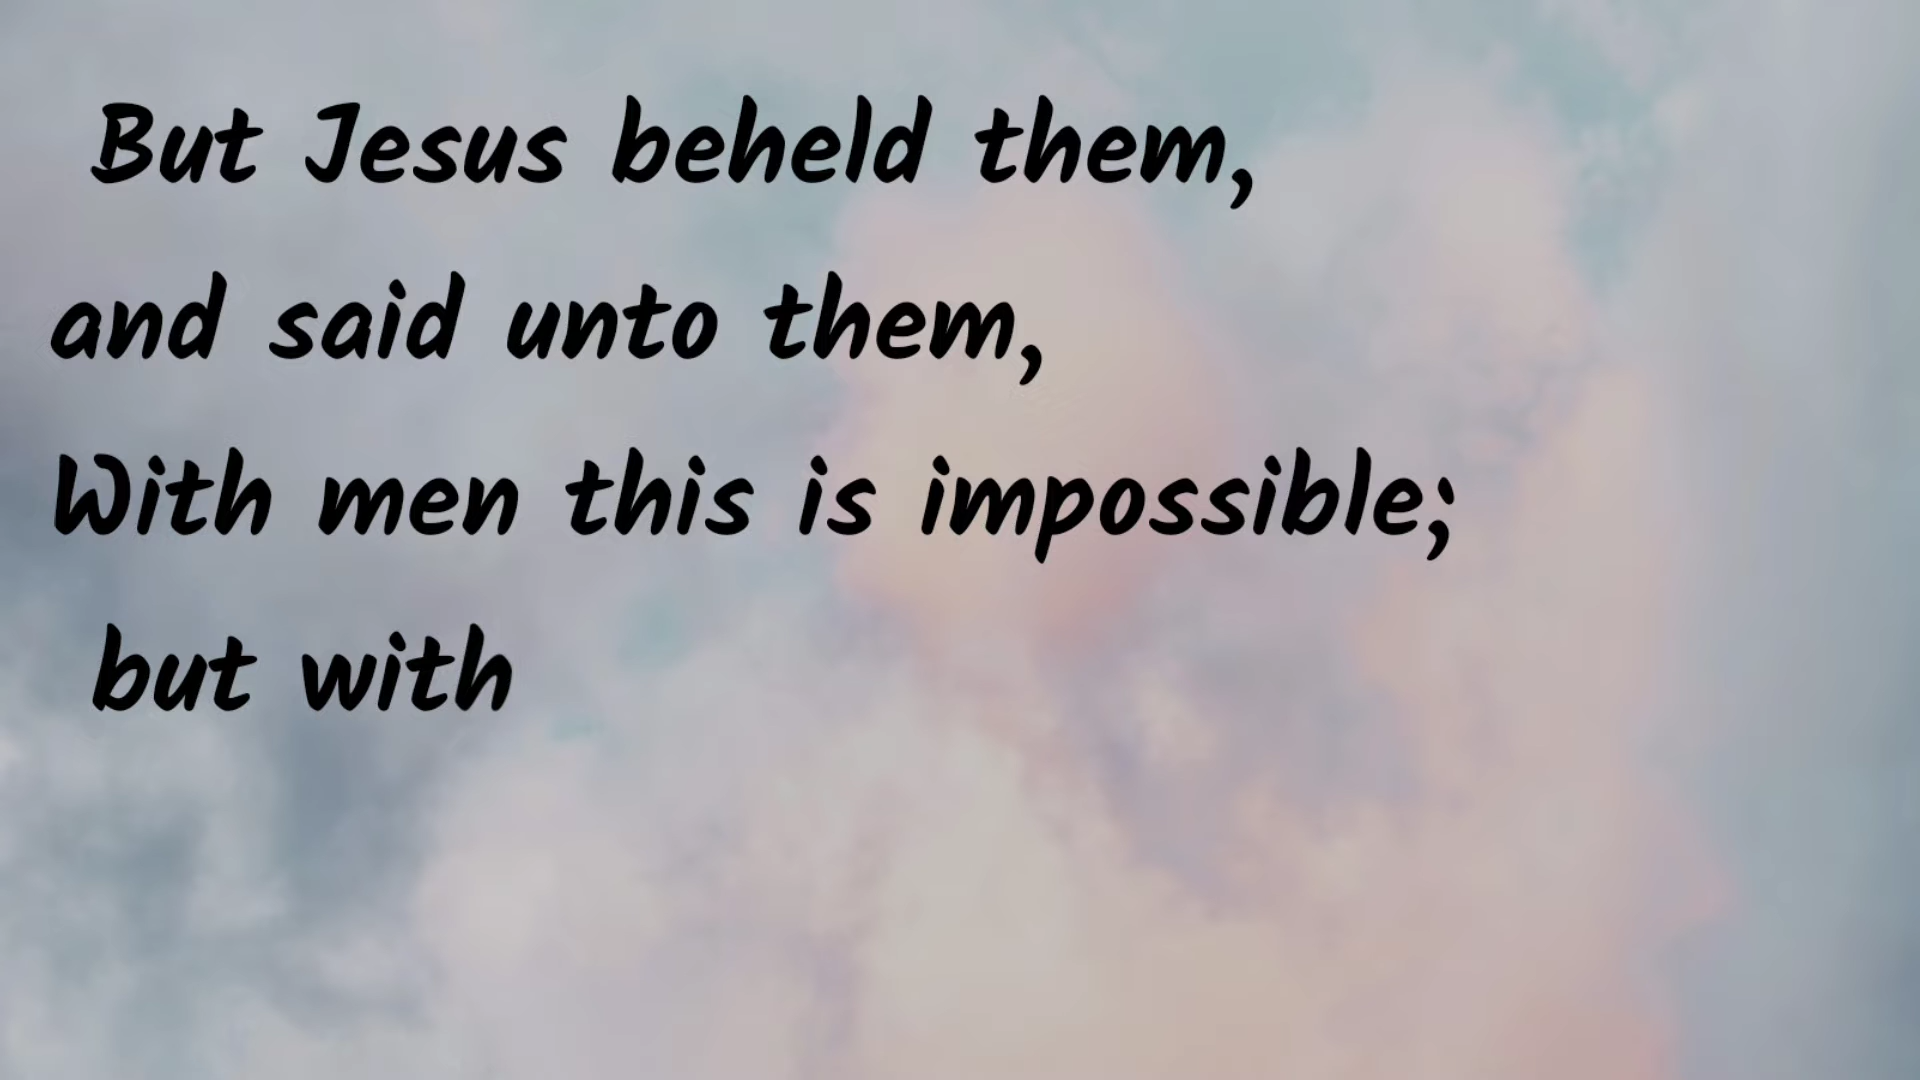 But Jesus beheld them,
and said unto them,
With men this is impossible;
but with